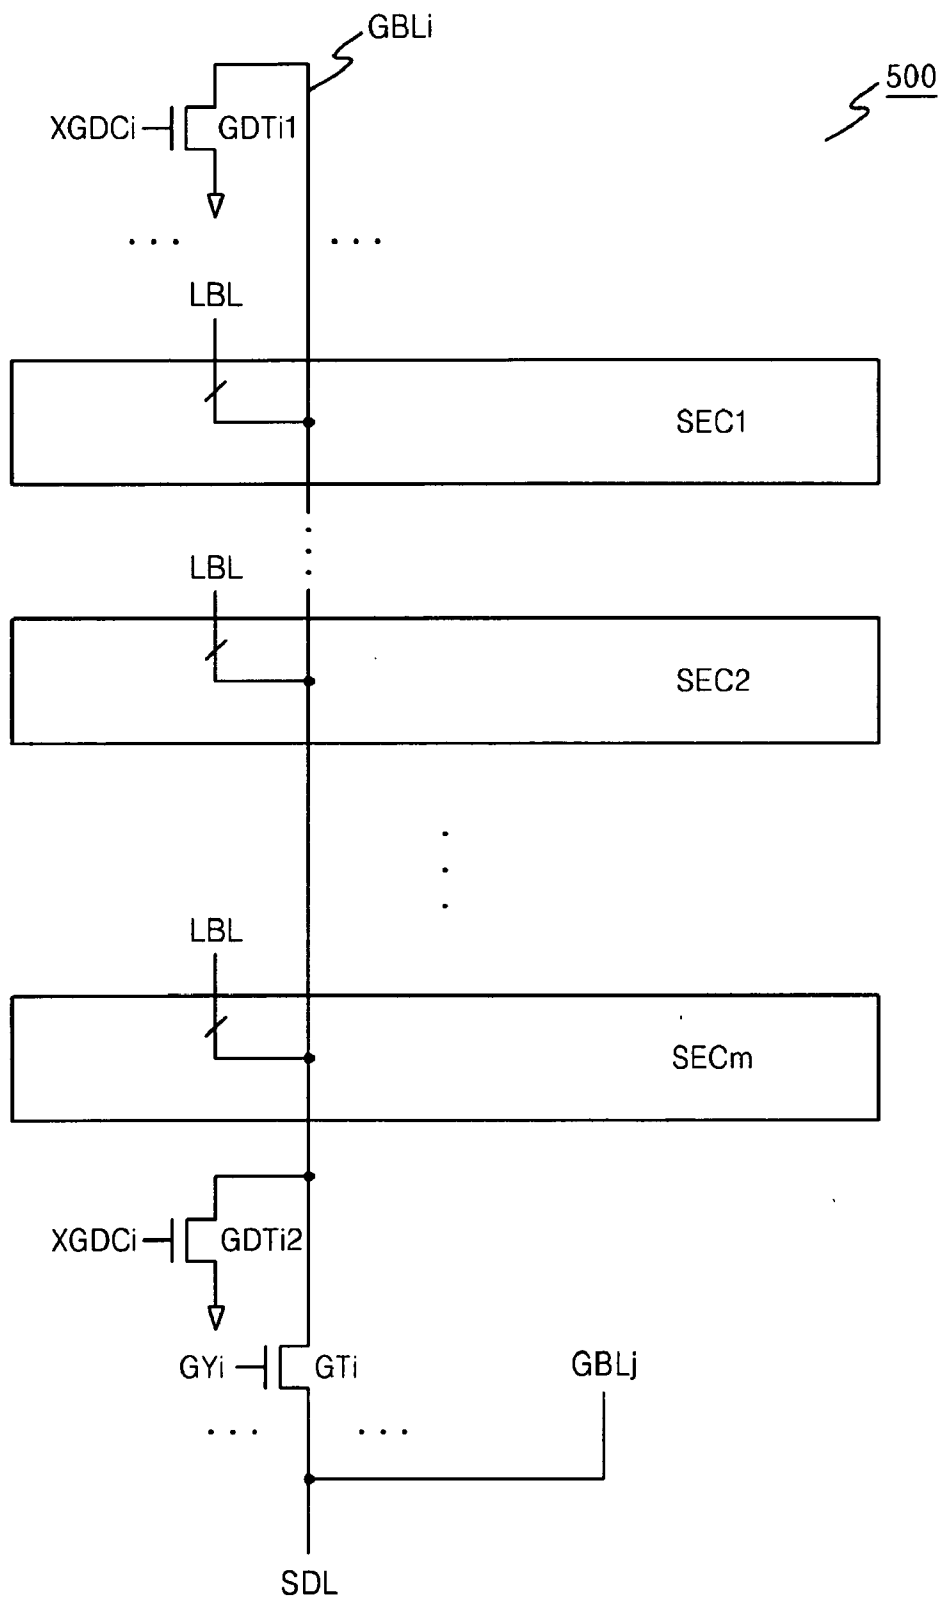 GBLi
500
XGDCi
GDTi1
LBL
SEC1
LBL
SEC2
LBL
SECm
XGDCi
GDTi2
GYi
GTi
GBLj
SDL